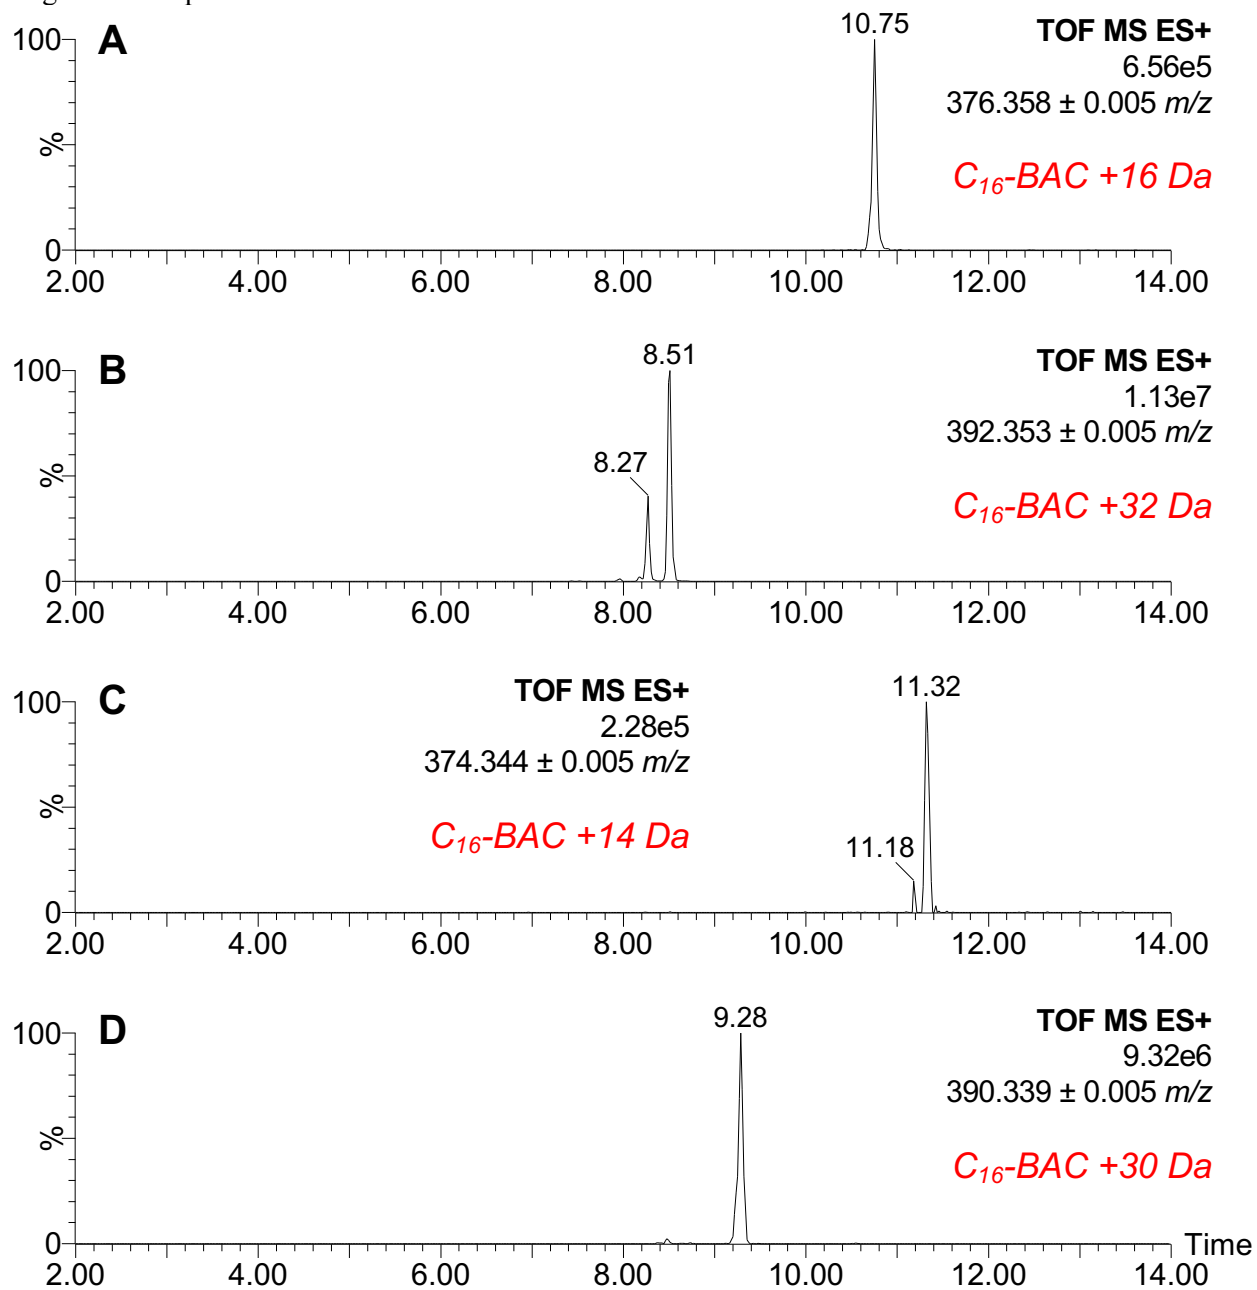 100 A 10.75 TOF MS ES+
6.56e5
376.358 ± 0.005 m/z
%
C16-BAC +16 Da
0
2.00 4.00 6.00 8.00 10.00 12.00 14.00
100 B 8.51 TOF MS ES+
1.13e7
392.353 ± 0.005 m/z
8.27
%
C16-BAC +32 Da
0
2.00 4.00 6.00 8.00 10.00 12.00 14.00
100 C TOF MS ES+ 11.32
2.28e5
374.344 ± 0.005 m/z
%
C16-BAC +14 Da 11.18
0
2.00 4.00 6.00 8.00 10.00 12.00 14.00
100 D 9.28 TOF MS ES+
9.32e6
390.339 ± 0.005 m/z
%
C16-BAC +30 Da
0 Time
2.00 4.00 6.00 8.00 10.00 12.00 14.00